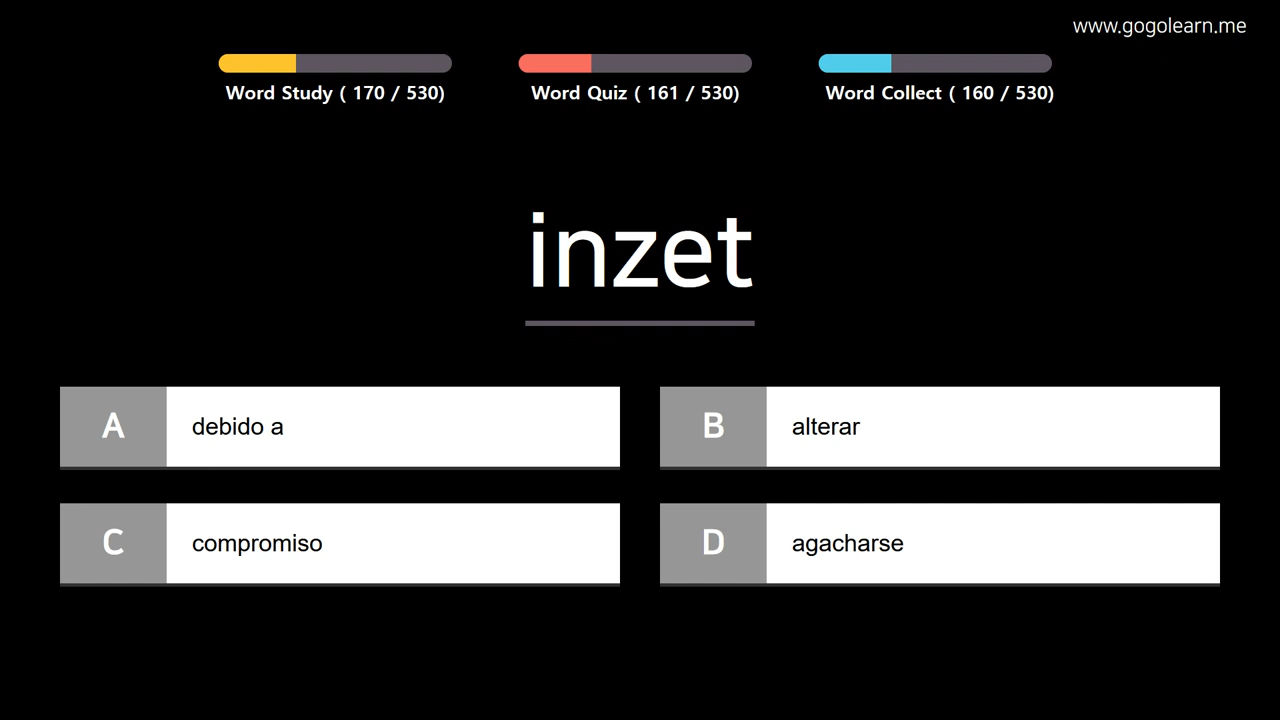 www.gogolearn.me
Word Study ( 170 / 530)
Word Quiz ( 161 / 530)
Word Collect ( 160 / 530)
inzet
A debido a
B alterar
C compromiso
D agacharse